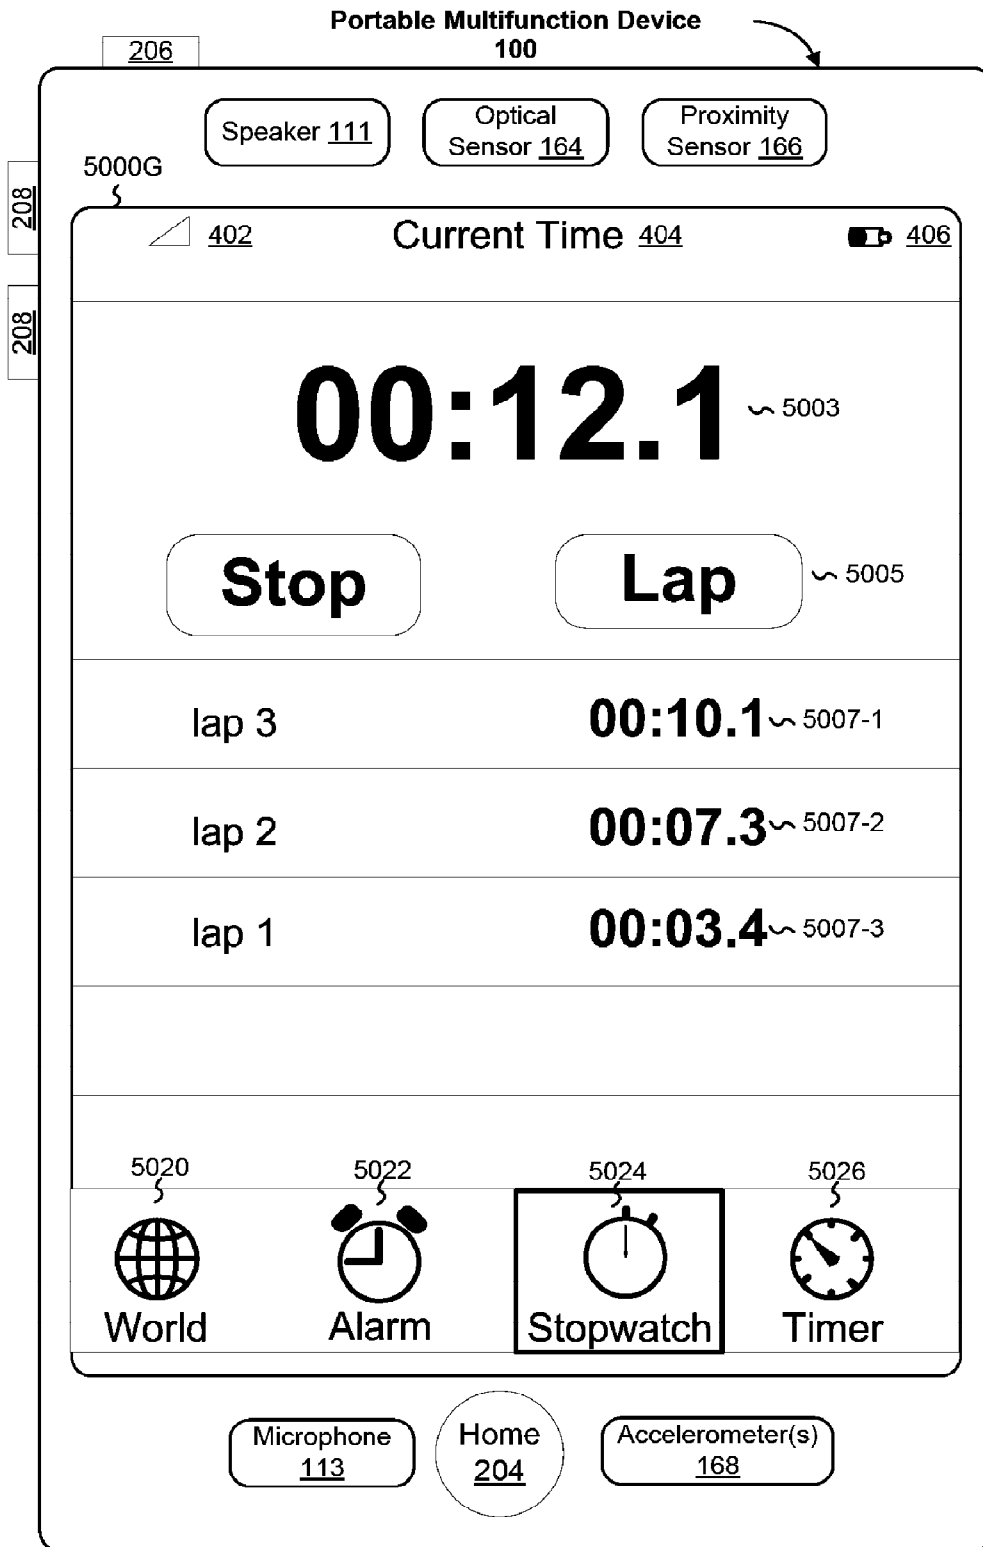 Portable Multifunction Device
100
206
Speaker 111
Optical
Sensor 164
Proximity
Sensor 166
5000G
208
208
402
Current Time 404
406
00:12.1
5003
Stop
Lap
5005
lap 3
00:10.1
5007-1
lap 2
00:07.3
5007-2
lap 1
00:03.4
5007-3
5020
5022
5024
5026
World
Alarm
Stopwatch
Timer
Microphone
113
Home
204
Accelerometer(s)
168